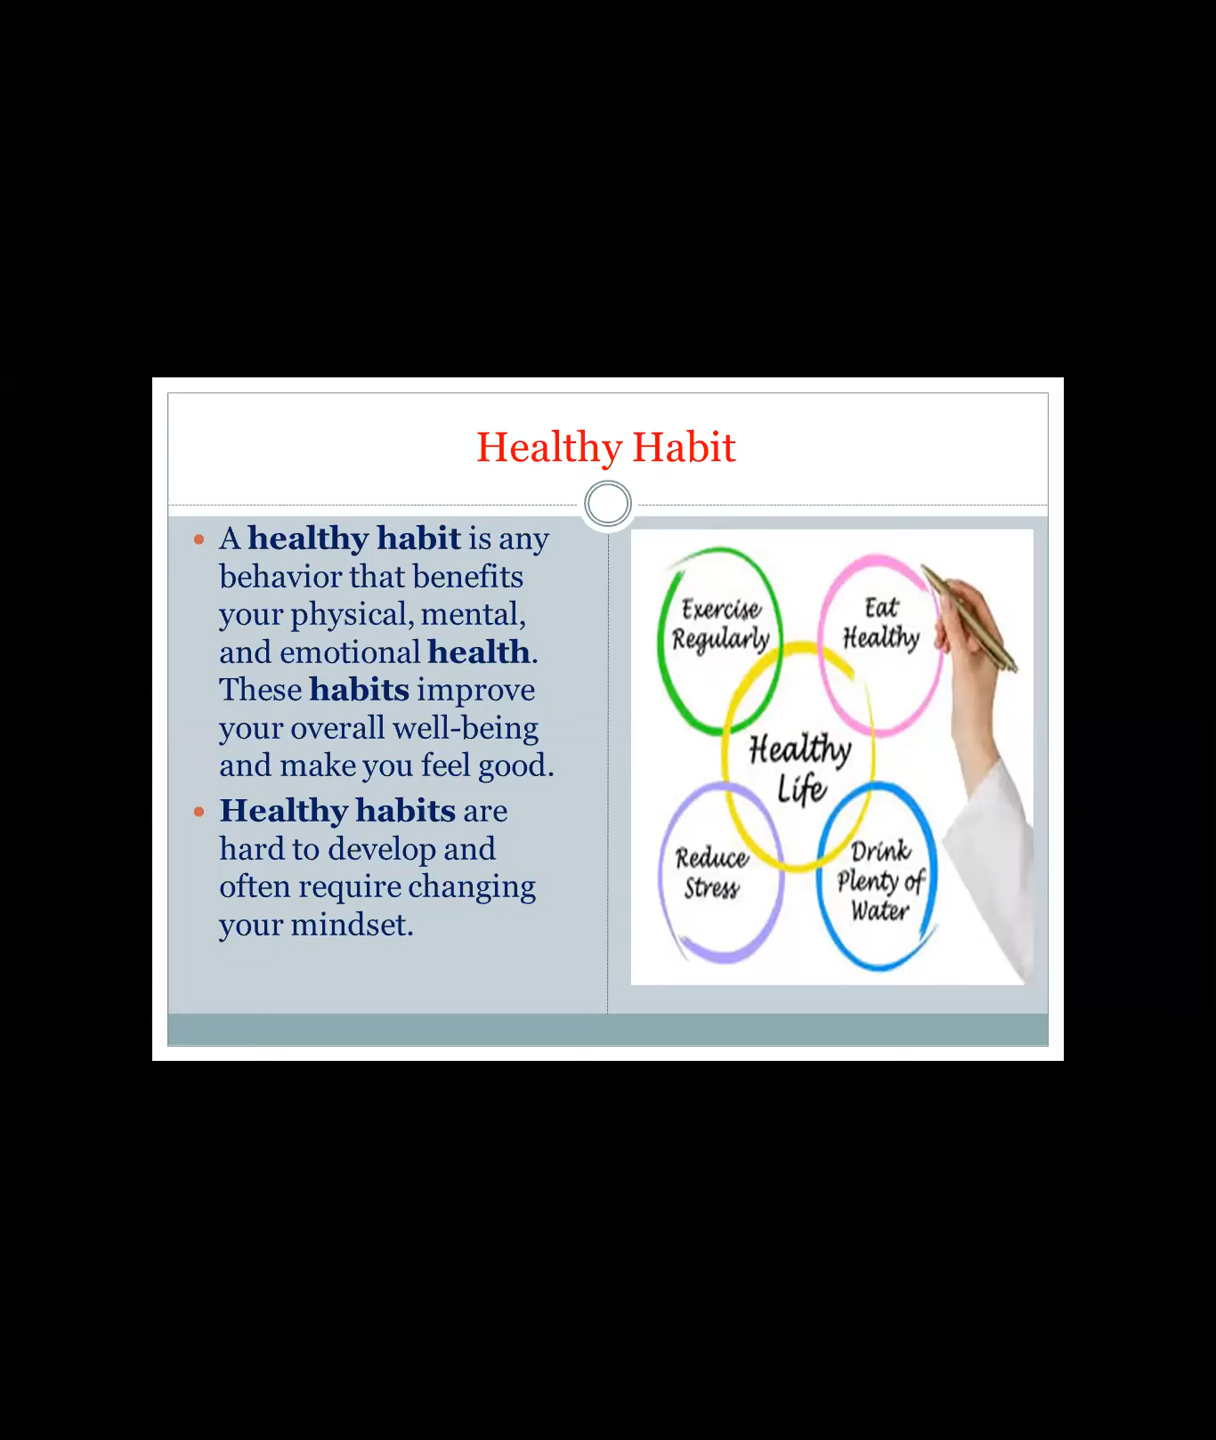 Healthy Habit
• A healthy habit is any
behavior that benefits
your physical, mental,
and emotional health.
These habits improve
your overall well-being
and make you feel good.
• Healthy habits are
hard to develop and
often require changing
your mindset.
Exercise
Regularly
Eat
Healthy
Healthy
Life
Reduce
Stress
Drink
Plenty of
Water